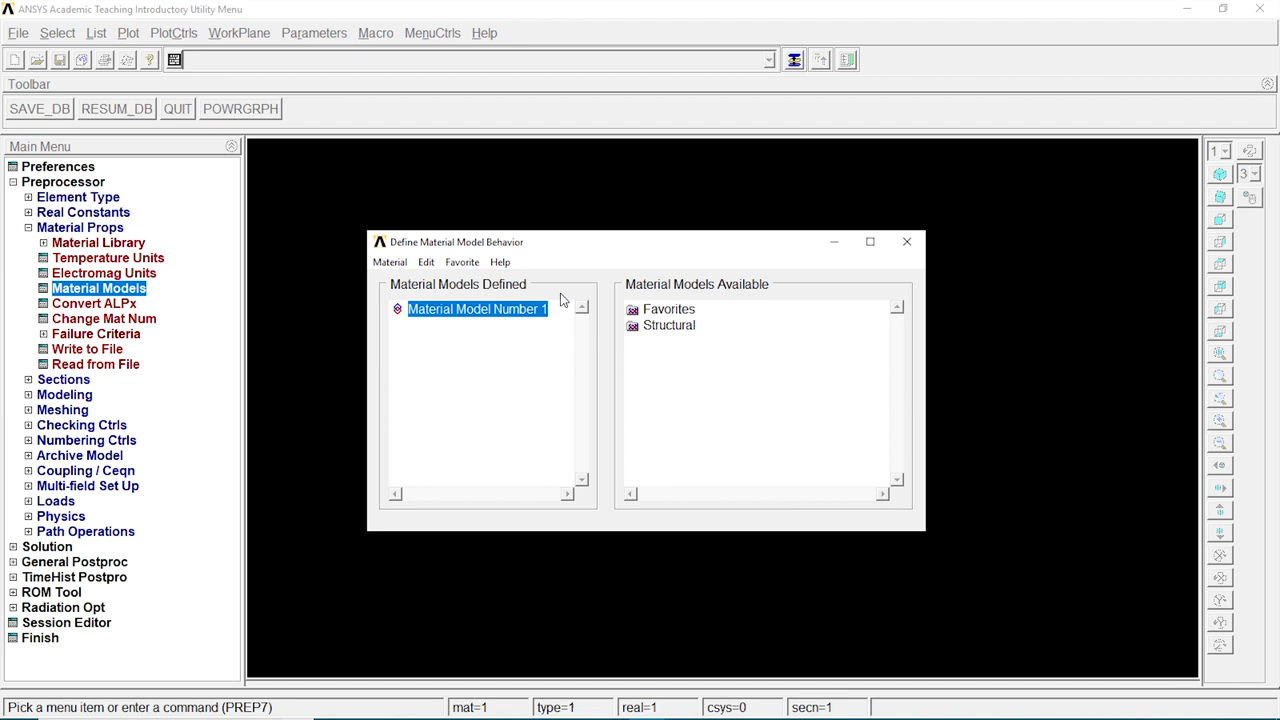 ANSYS Academic Teaching Introductory Utility Menu
File Select List Plot PlotCtrls WorkPlane Parameters Macro MenuCtrls Help
Toolbar
SAVE_DB RESUM_DB QUIT POWRGRPH
Main Menu
Preferences
Preprocessor
Element Type
Real Constants
Material Props
Material Library
Temperature Units
Electromag Units
Material Models
Convert ALPx
Change Mat Num
Failure Criteria
Write to File
Read from File
Sections
Modeling
Meshing
Checking Ctrls
Numbering Ctrls
Archive Model
Coupling / Ceqn
Multi-field Set Up
Loads
Physics
Path Operations
Solution
General Postproc
TimeHist Postpro
ROM Tool
Radiation Opt
Session Editor
Finish
Define Material Model Behavior
Material Edit Favorite Help
Material Models Defined
Material Model Number 1
Material Models Available
Favorites
Structural
1
3
Pick a menu item or enter a command (PREP7) mat=1 type=1 real=1 csys=0 secn=1